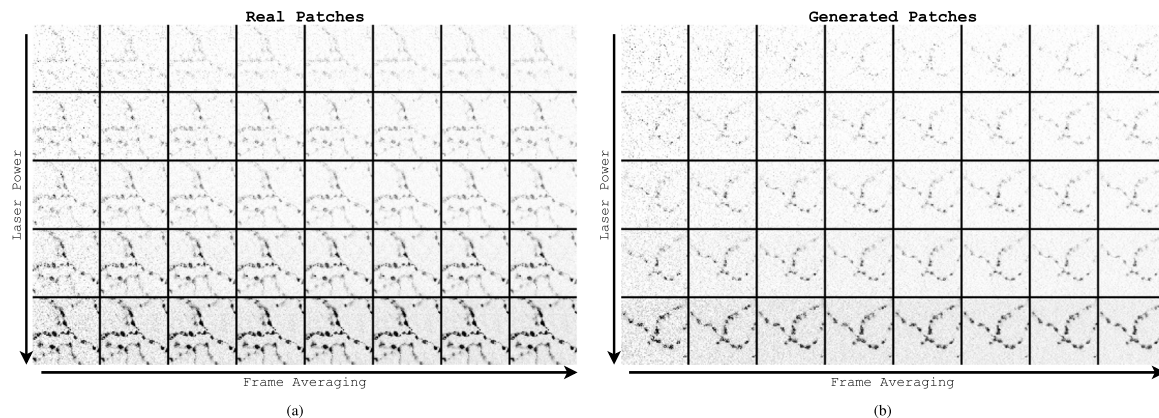 Real Patches
Generated Patches
Laser Power
Laser Power
Frame Averaging
Frame Averaging
(a)
(b)